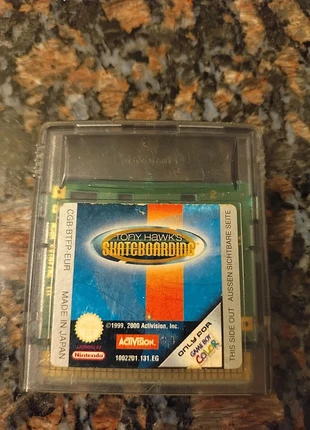 TONY HAWK'S
SKATEBOARDING
©1999, 2000 Activision, Inc.
ACTIVISION
Nintendo
1002201.131.EG
ONLY FOR
GAME BOY
COLOR
CGB-BTFP-EUR
MADE IN JAPAN
THIS SIDE OUT
AUSSEN SICHTBARE SEITE